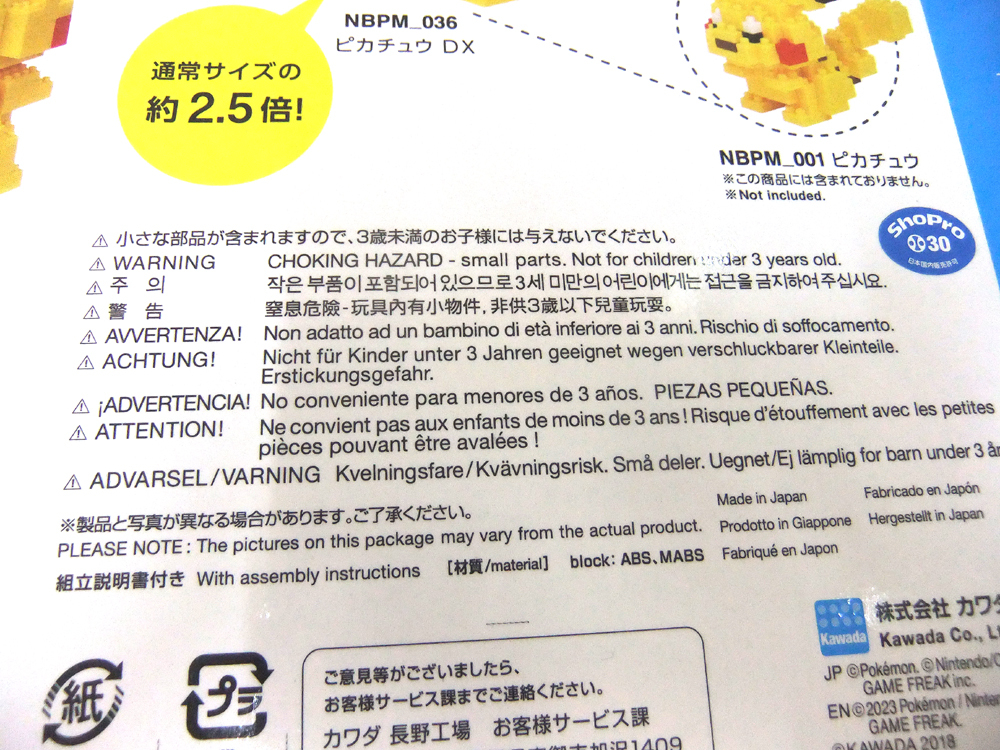 NBPM_036
ピカチュウ DX
通常サイズの
約2.5倍!
NBPM_001 ピカチュウ
※この商品には含まれておりません。
※Not included.
ShoPro
30
日本国内販売許可
⚠ 小さな部品が含まれますので、3歳未満のお子様には与えないでください。
⚠ WARNING CHOKING HAZARD - small parts. Not for children under 3 years old.
⚠ 주 의 작은 부품이 포함되어 있으므로 3세 미만의 어린이에게는 접근을 금지하여 주십시요.
⚠ 警 告 窒息危險-玩具內有小物件, 非供3歲以下兒童玩耍。
⚠ AVVERTENZA! Non adatto ad un bambino di età inferiore ai 3 anni. Rischio di soffocamento.
⚠ ACHTUNG! Nicht für Kinder unter 3 Jahren geeignet wegen verschluckbarer Kleinteile.
Erstickungsgefahr.
⚠ ¡ADVERTENCIA! No conveniente para menores de 3 años. PIEZAS PEQUEÑAS.
⚠ ATTENTION! Ne convient pas aux enfants de moins de 3 ans! Risque d'étouffement avec les petites
pièces pouvant être avalées !
⚠ ADVARSEL/VARNING Kvelningsfare/Kvävningsrisk. Små deler. Uegnet/Ej lämplig for barn under 3 år
※製品と写真が異なる場合があります。ご了承ください。
PLEASE NOTE : The pictures on this package may vary from the actual product.
組立説明書付き With assembly instructions [材質/material] block: ABS、MABS
Made in Japan Fabricado en Japón
Prodotto in Giappone Hergestellt in Japan
Fabriqué en Japon
紙
プラ
ご意見等がございましたら、
お客様サービス課までご連絡ください。
カワダ 長野工場 お客様サービス課
1409
Kawada
株式会社 カワダ
Kawada Co., Lt
JP ©Pokémon. ©Nintendo/C
GAME FREAK inc.
EN ©2023 Pokémon / Ninte
GAME FREAK.
©KAWADA 2018